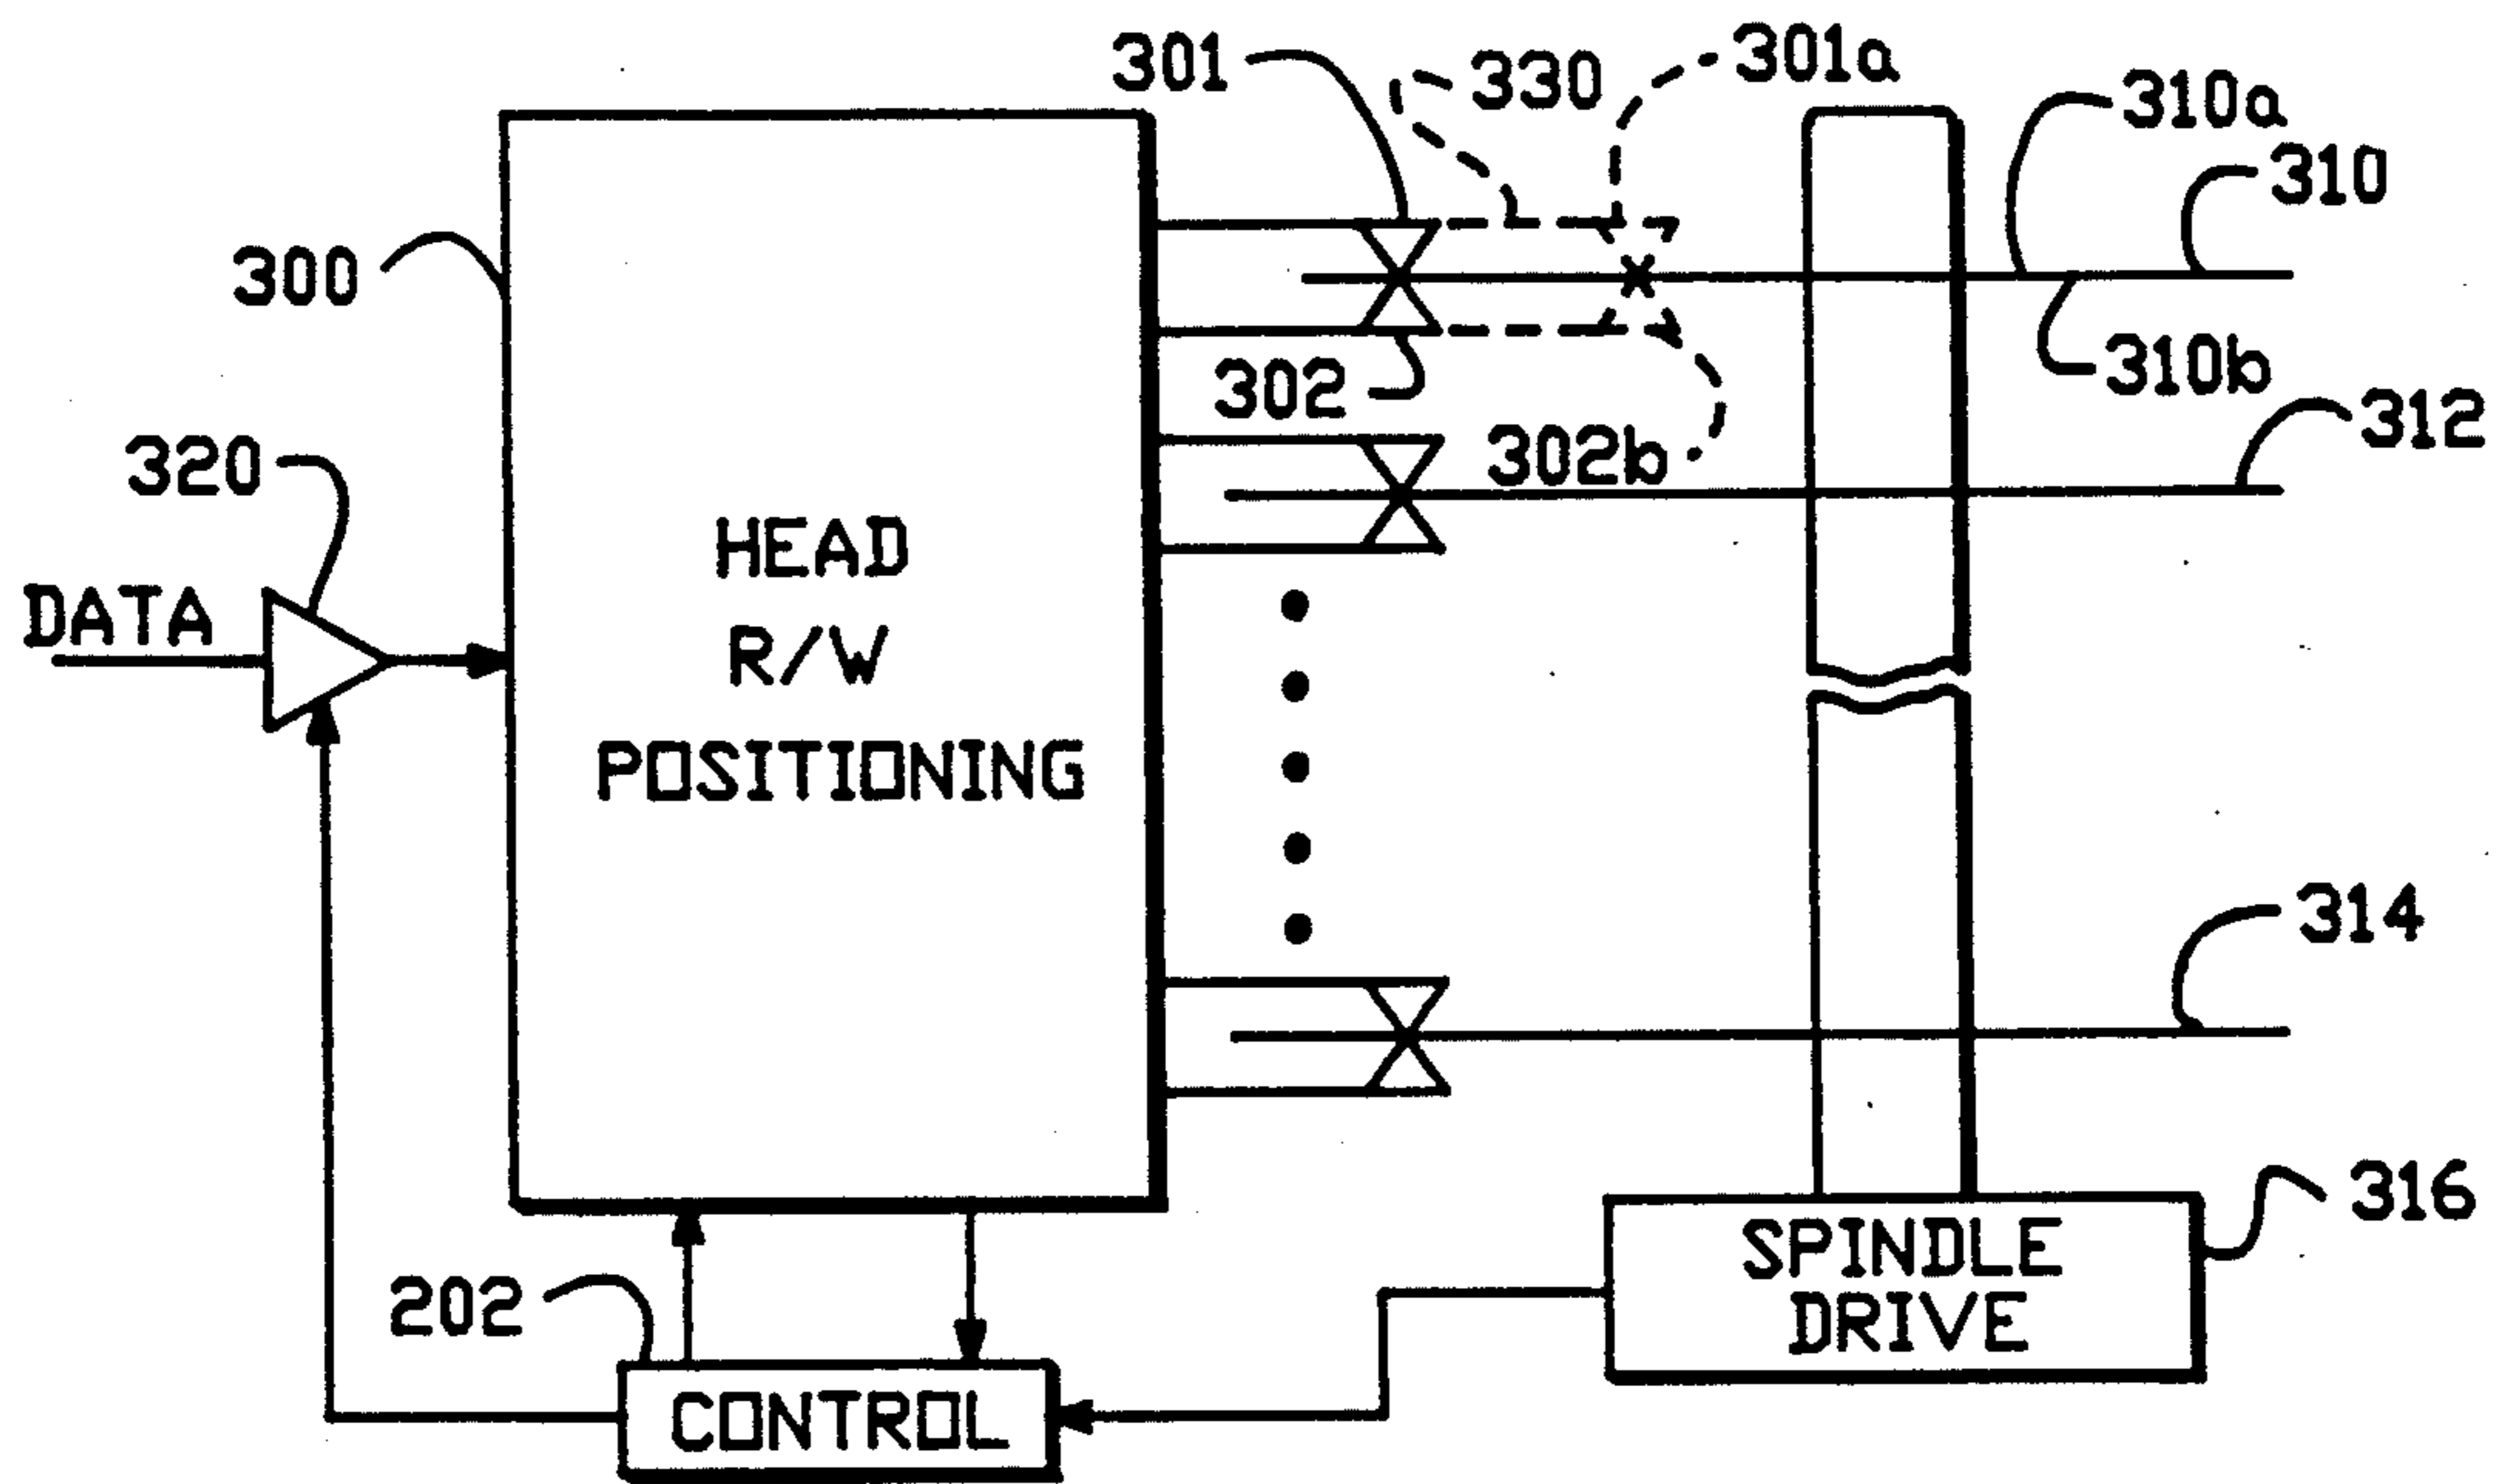 301
330
301a
310a
310
300
310b
302
312
320
302b
HEAD
R/W
POSITIONING
DATA
314
316
SPINDLE
DRIVE
202
CONTROL